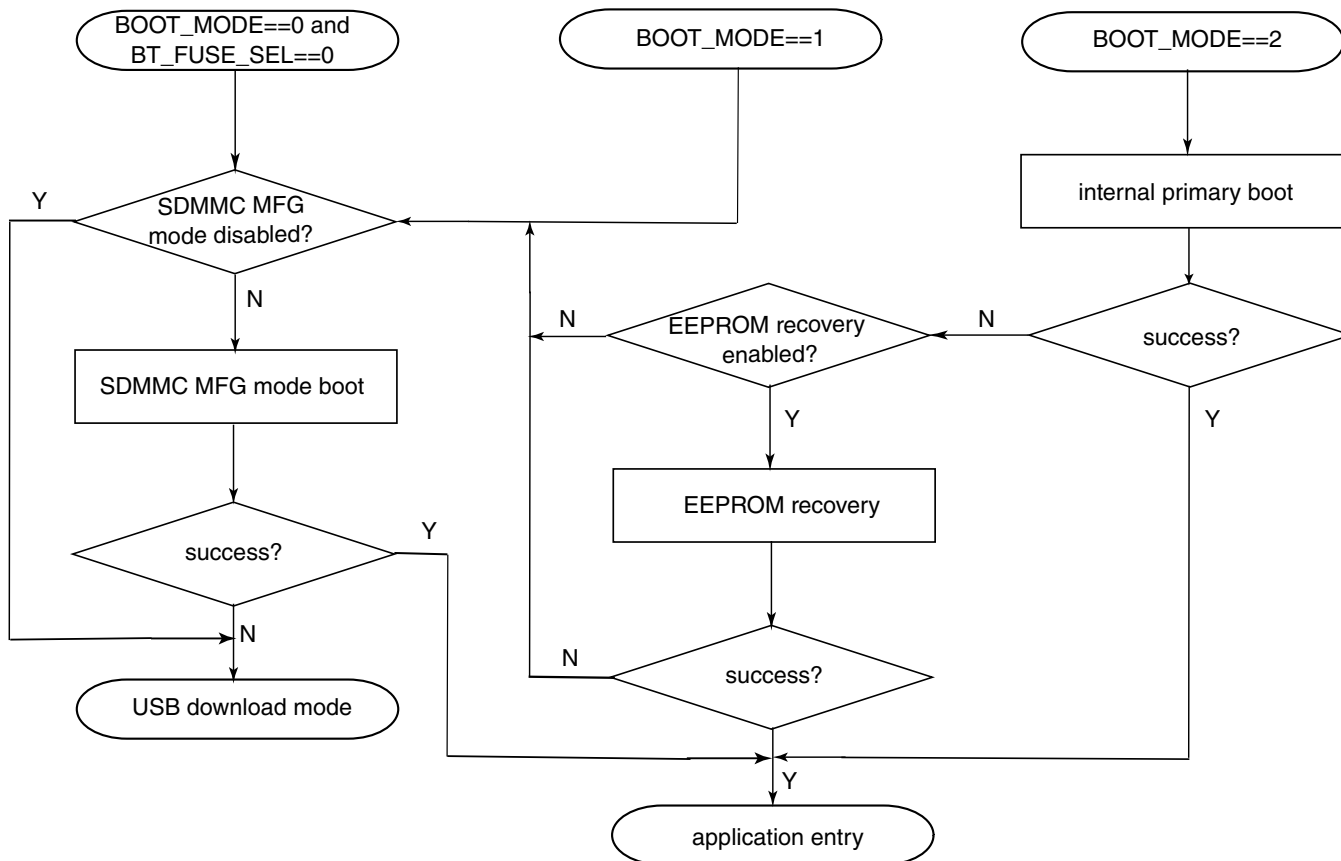 BOOT_MODE==0 and
BT_FUSE_SEL==0
BOOT_MODE==1
BOOT_MODE==2
Y
SDMMC MFG
mode disabled?
internal primary boot
N
N
EEPROM recovery
enabled?
N
success?
SDMMC MFG mode boot
Y
Y
EEPROM recovery
Y
success?
N
N
success?
USB download mode
Y
application entry